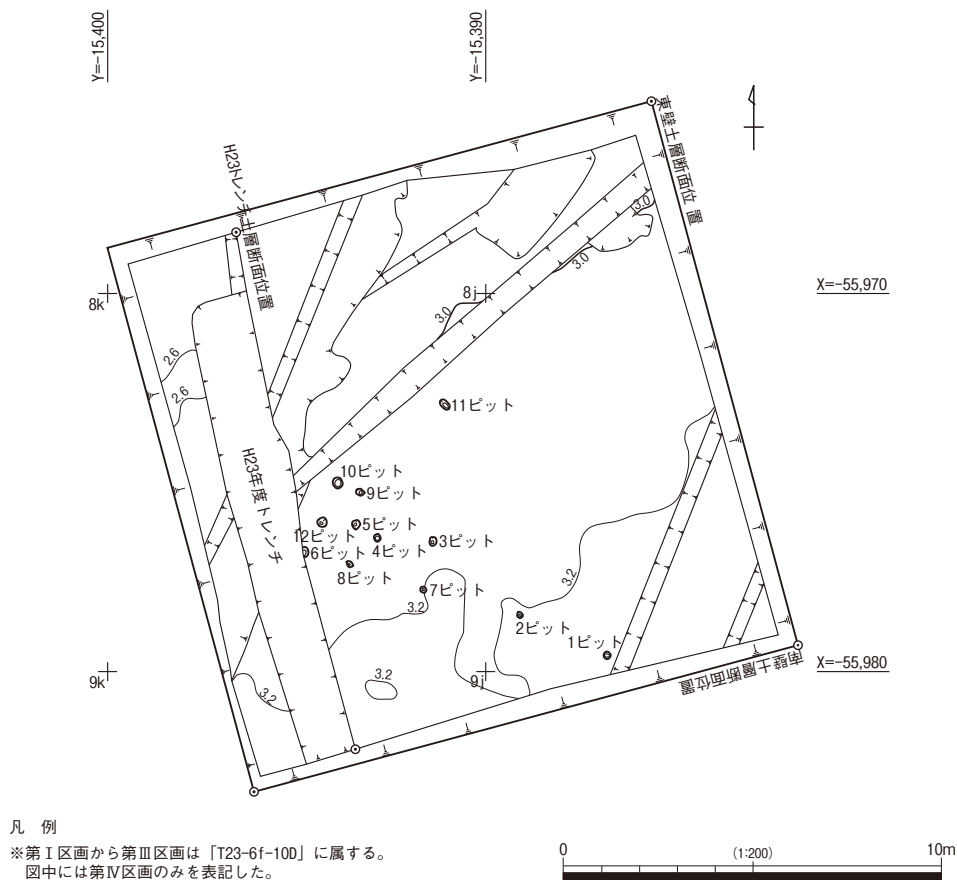 Y=-15,400
Y=-15,390
東壁土層断面位置
H23トレンチ土層断面位置
3.0
8k
8j
X=-55,970
3.0
3.0
2.6
2.6
11ピット
H23年度トレンチ
10ピット
9ピット
12ピット
5ピット
6ピット
4ピット
3ピット
8ピット
3.2
7ピット
3.2
2ピット
1ピット
9k
3.2
3.2
9j
南壁土層断面位置
X=-55,980
凡 例
※第Ⅰ区画から第Ⅲ区画は「T23-6f-10D」に属する。
図中には第Ⅳ区画のみを表記した。
0 (1:200) 10m